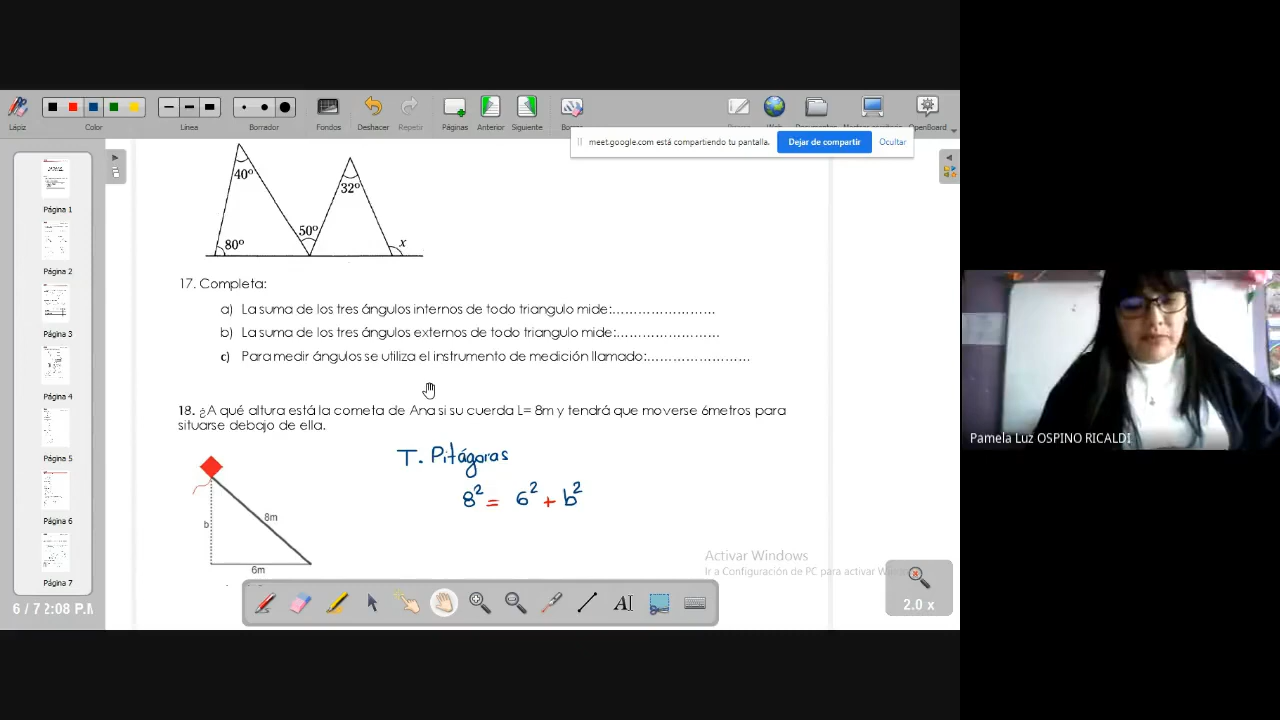 Lápiz Color Línea Borrador Fondos Deshacer Repetir Páginas Anterior Siguiente OpenBoard
meet.google.com está compartiendo tu pantalla. Dejar de compartir Ocultar
Página 1
Página 2
Página 3
Página 4
Página 5
Página 6
Página 7
6 / 7 2:08 P.M.
40º
80º
50º
32º
x
17. Completa:
a) La suma de los tres ángulos internos de todo triangulo mide:........................
b) La suma de los tres ángulos externos de todo triangulo mide:........................
c) Para medir ángulos se utiliza el instrumento de medición llamado:........................
18. ¿A qué altura está la cometa de Ana si su cuerda L= 8m y tendrá que moverse 6metros para
situarse debajo de ella.
T. Pitágoras
8² = 6² + b²
b
8m
6m
Activar Windows
Ir a Configuración de PC para activar
2.0 x
Pamela Luz OSPINO RICALDI